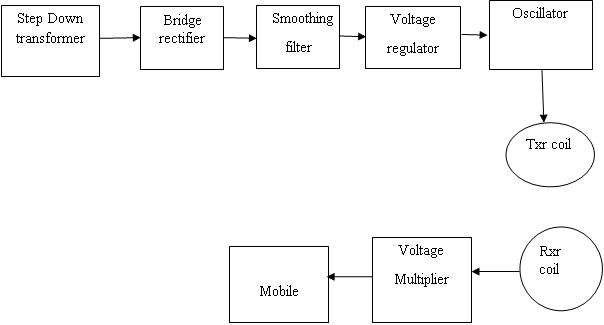 Step Down
transformer
Bridge
rectifier
Smoothing
filter
Voltage
regulator
Oscillator
Txr coil
Rxr
coil
Voltage
Multiplier
Mobile